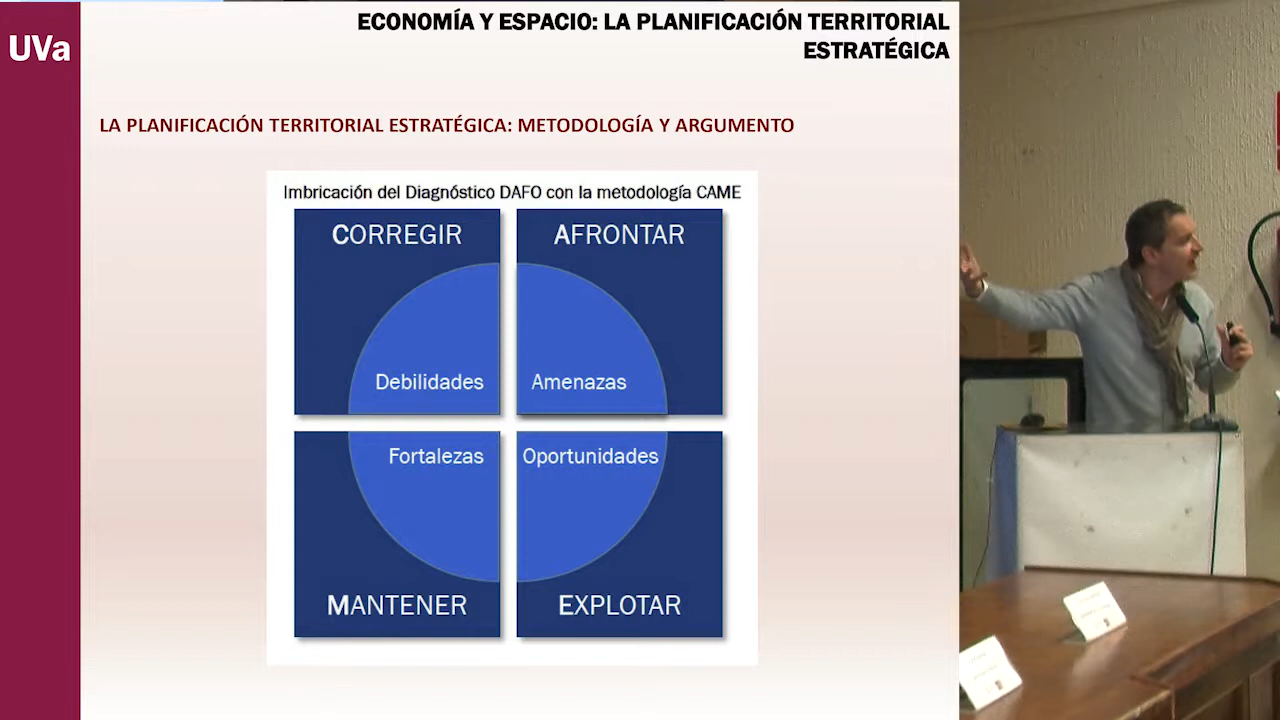 UVa
ECONOMÍA Y ESPACIO: LA PLANIFICACIÓN TERRITORIAL
ESTRATÉGICA
LA PLANIFICACIÓN TERRITORIAL ESTRATÉGICA: METODOLOGÍA Y ARGUMENTO
Imbricación del Diagnóstico DAFO con la metodología CAME
CORREGIR
AFRONTAR
Debilidades
Amenazas
Fortalezas
Oportunidades
MANTENER
EXPLOTAR